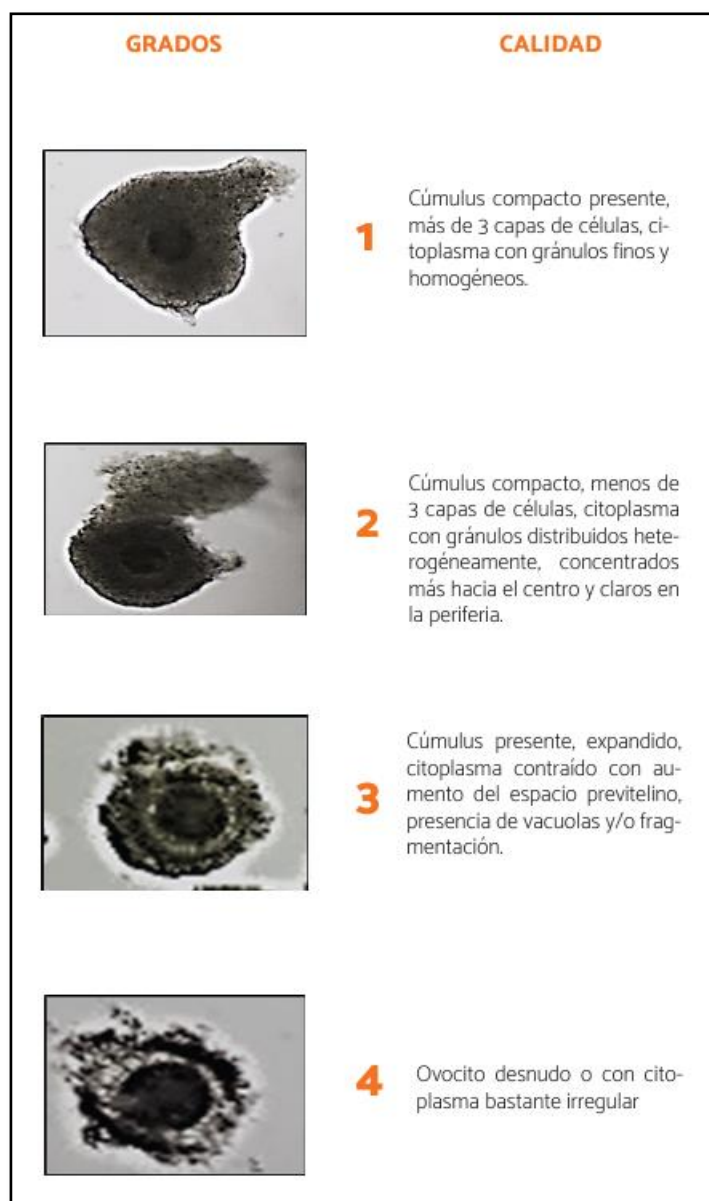 GRADOS
CALIDAD
1
Cúmulus compacto presente,
más de 3 capas de células, ci-
toplasma con gránulos finos y
homogéneos.
2
Cúmulus compacto, menos de
3 capas de células, citoplasma
con gránulos distribuidos hete-
rogéneamente, concentrados
más hacia el centro y claros en
la periferia.
3
Cúmulus presente, expandido,
citoplasma contraído con au-
mento del espacio previtelino,
presencia de vacuolas y/o frag-
mentación.
4
Ovocito desnudo o con cito-
plasma bastante irregular